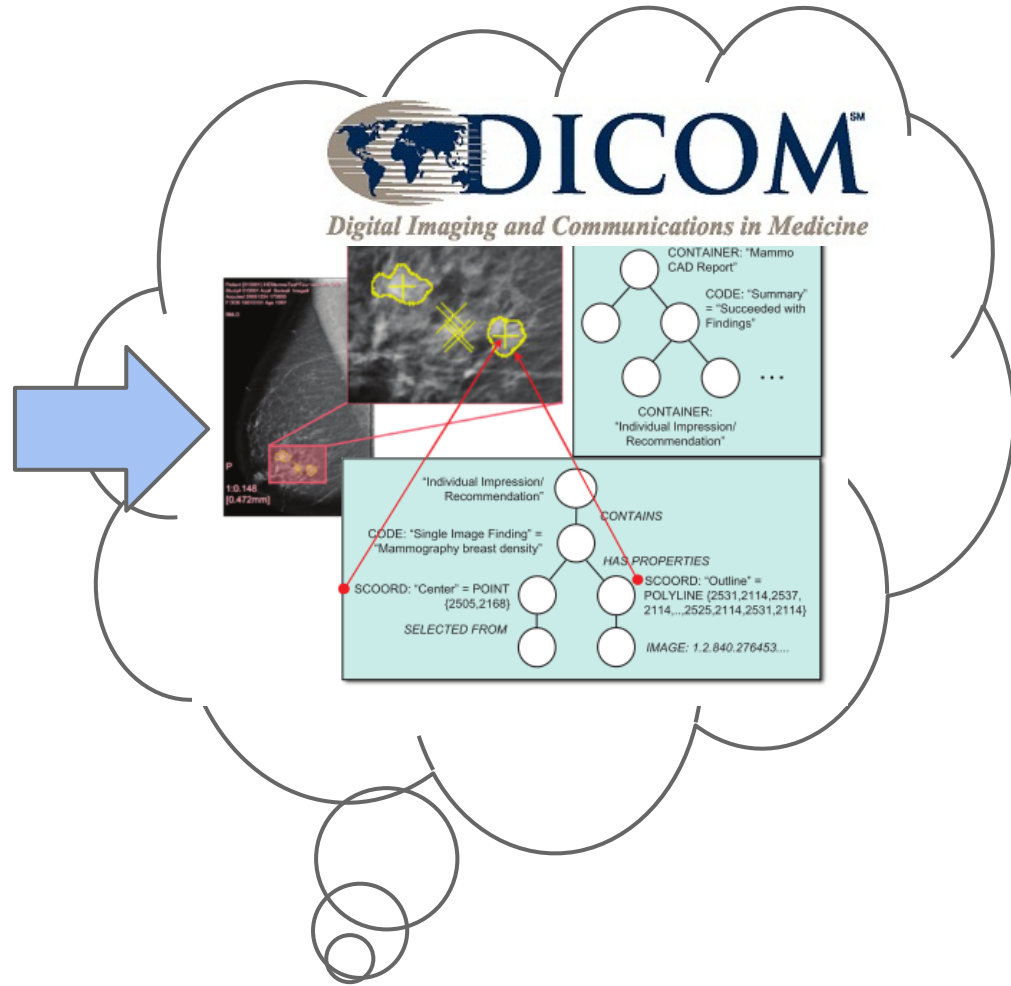 DICOM
SM
Digital Imaging and Communications in Medicine
CONTAINER: “Mammo
CAD Report”
CODE: “Summary”
= “Succeeded with
Findings”
...
CONTAINER:
“Individual Impression/
Recommendation”
P
1:0.148
[0.472mm]
“Individual Impression/
Recommendation”
CONTAINS
CODE: “Single Image Finding” =
“Mammography breast density”
HAS PROPERTIES
SCOORD: “Center” = POINT
{2505,2168}
SCOORD: “Outline” =
POLYLINE {2531,2114,2537,
2114,..,2525,2114,2531,2114}
SELECTED FROM
IMAGE: 1.2.840.276453....